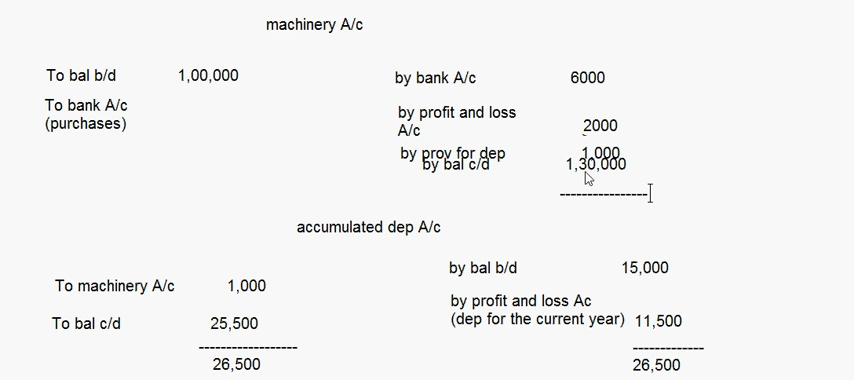 machinery A/c
To bal b/d 1,00,000 by bank A/c 6000
To bank A/c
(purchases)
by profit and loss
A/c 2000
by prov for dep 1,000
by bal c/d 1,30,000
-----------------
accumulated dep A/c
by bal b/d 15,000
To machinery A/c 1,000
by profit and loss Ac
(dep for the current year) 11,500
To bal c/d 25,500
------------------- -------------
26,500 26,500